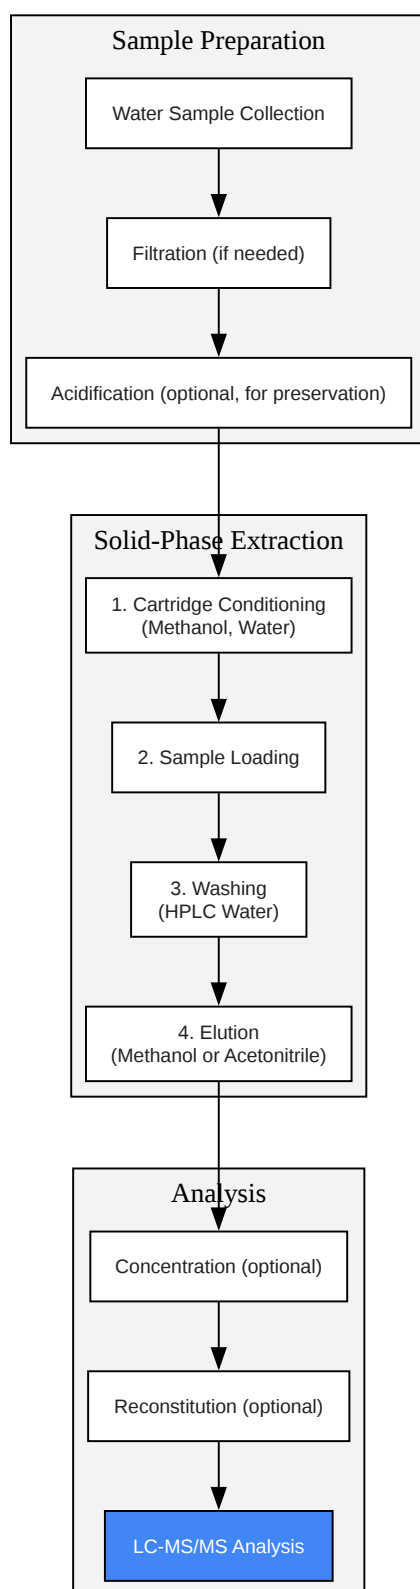 Sample Preparation
Water Sample Collection
Filtration (if needed)
Acidification (optional, for preservation)
Solid-Phase Extraction
1. Cartridge Conditioning
(Methanol, Water)
2. Sample Loading
3. Washing
(HPLC Water)
4. Elution
(Methanol or Acetonitrile)
Analysis
Concentration (optional)
Reconstitution (optional)
LC-MS/MS Analysis